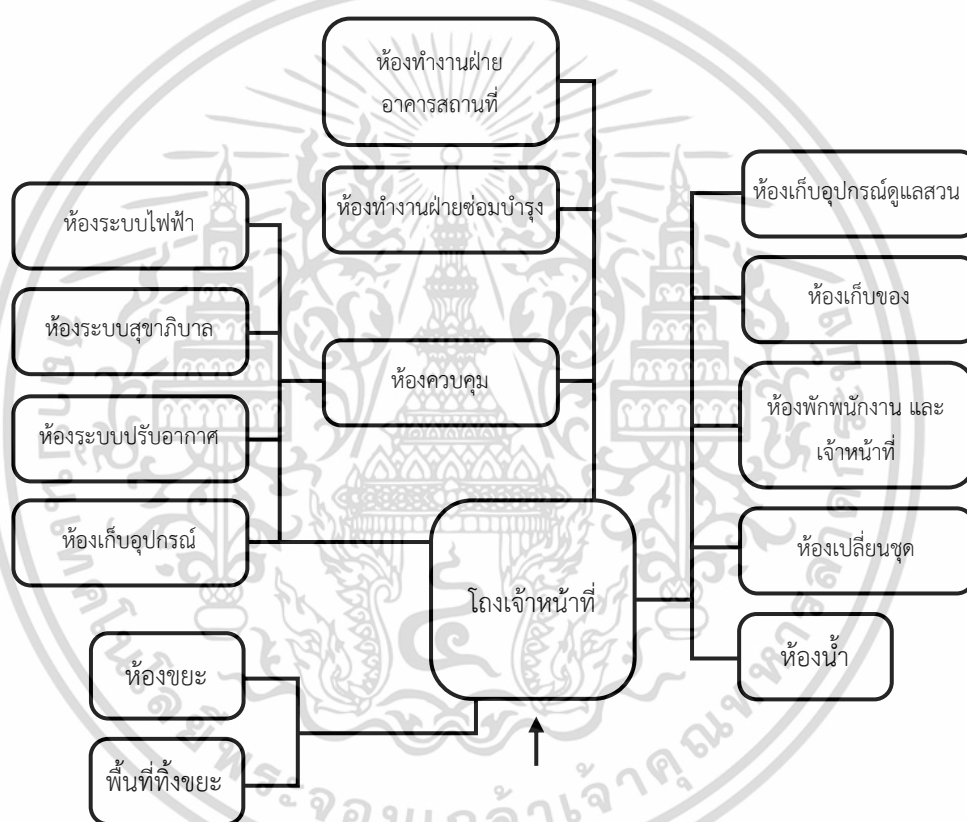 ห้องทำงานฝ่าย
อาคารสถานที่
ห้องทำงานฝ่ายซ่อมบำรุง
ห้องควบคุม
ห้องระบบไฟฟ้า
ห้องระบบสุขาภิบาล
ห้องระบบปรับอากาศ
ห้องเก็บอุปกรณ์
ห้องเก็บอุปกรณ์ดูแลสวน
ห้องเก็บของ
ห้องพักพนักงาน และ
เจ้าหน้าที่
ห้องเปลี่ยนชุด
ห้องน้ำ
โถงเจ้าหน้าที่
ห้องขยะ
พื้นที่ทิ้งขยะ